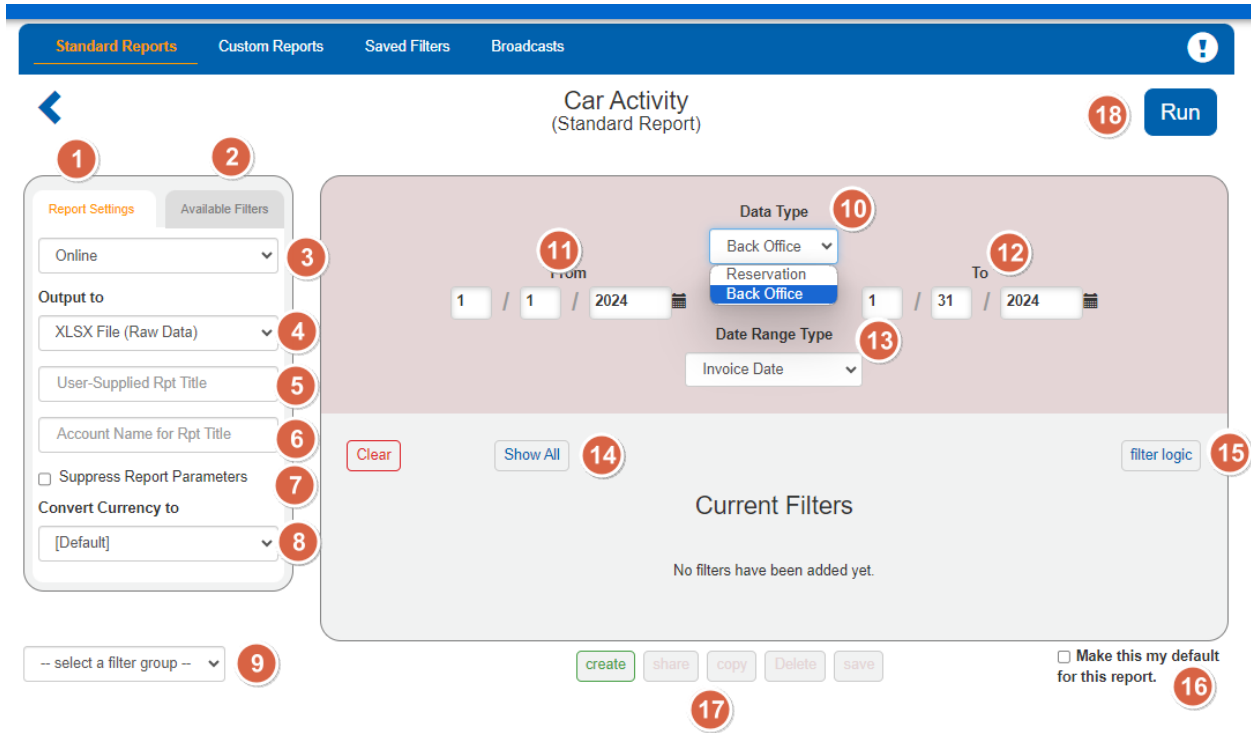 Standard Reports Custom Reports Saved Filters Broadcasts
Car Activity
(Standard Report)
18 Run
1 2
Report Settings Available Filters
Online 3
Output to
XLSX File (Raw Data) 4
User-Supplied Rpt Title 5
Account Name for Rpt Title 6
Suppress Report Parameters 7
Convert Currency to
[Default] 8
Data Type 10
Back Office
Reservation
Back Office
11
From
1 / 1 / 2024
12
To
1 / 31 / 2024
Date Range Type 13
Invoice Date
Clear Show All 14 filter logic 15
Current Filters
No filters have been added yet.
-- select a filter group -- 9
create share copy Delete save
17
Make this my default
for this report. 16